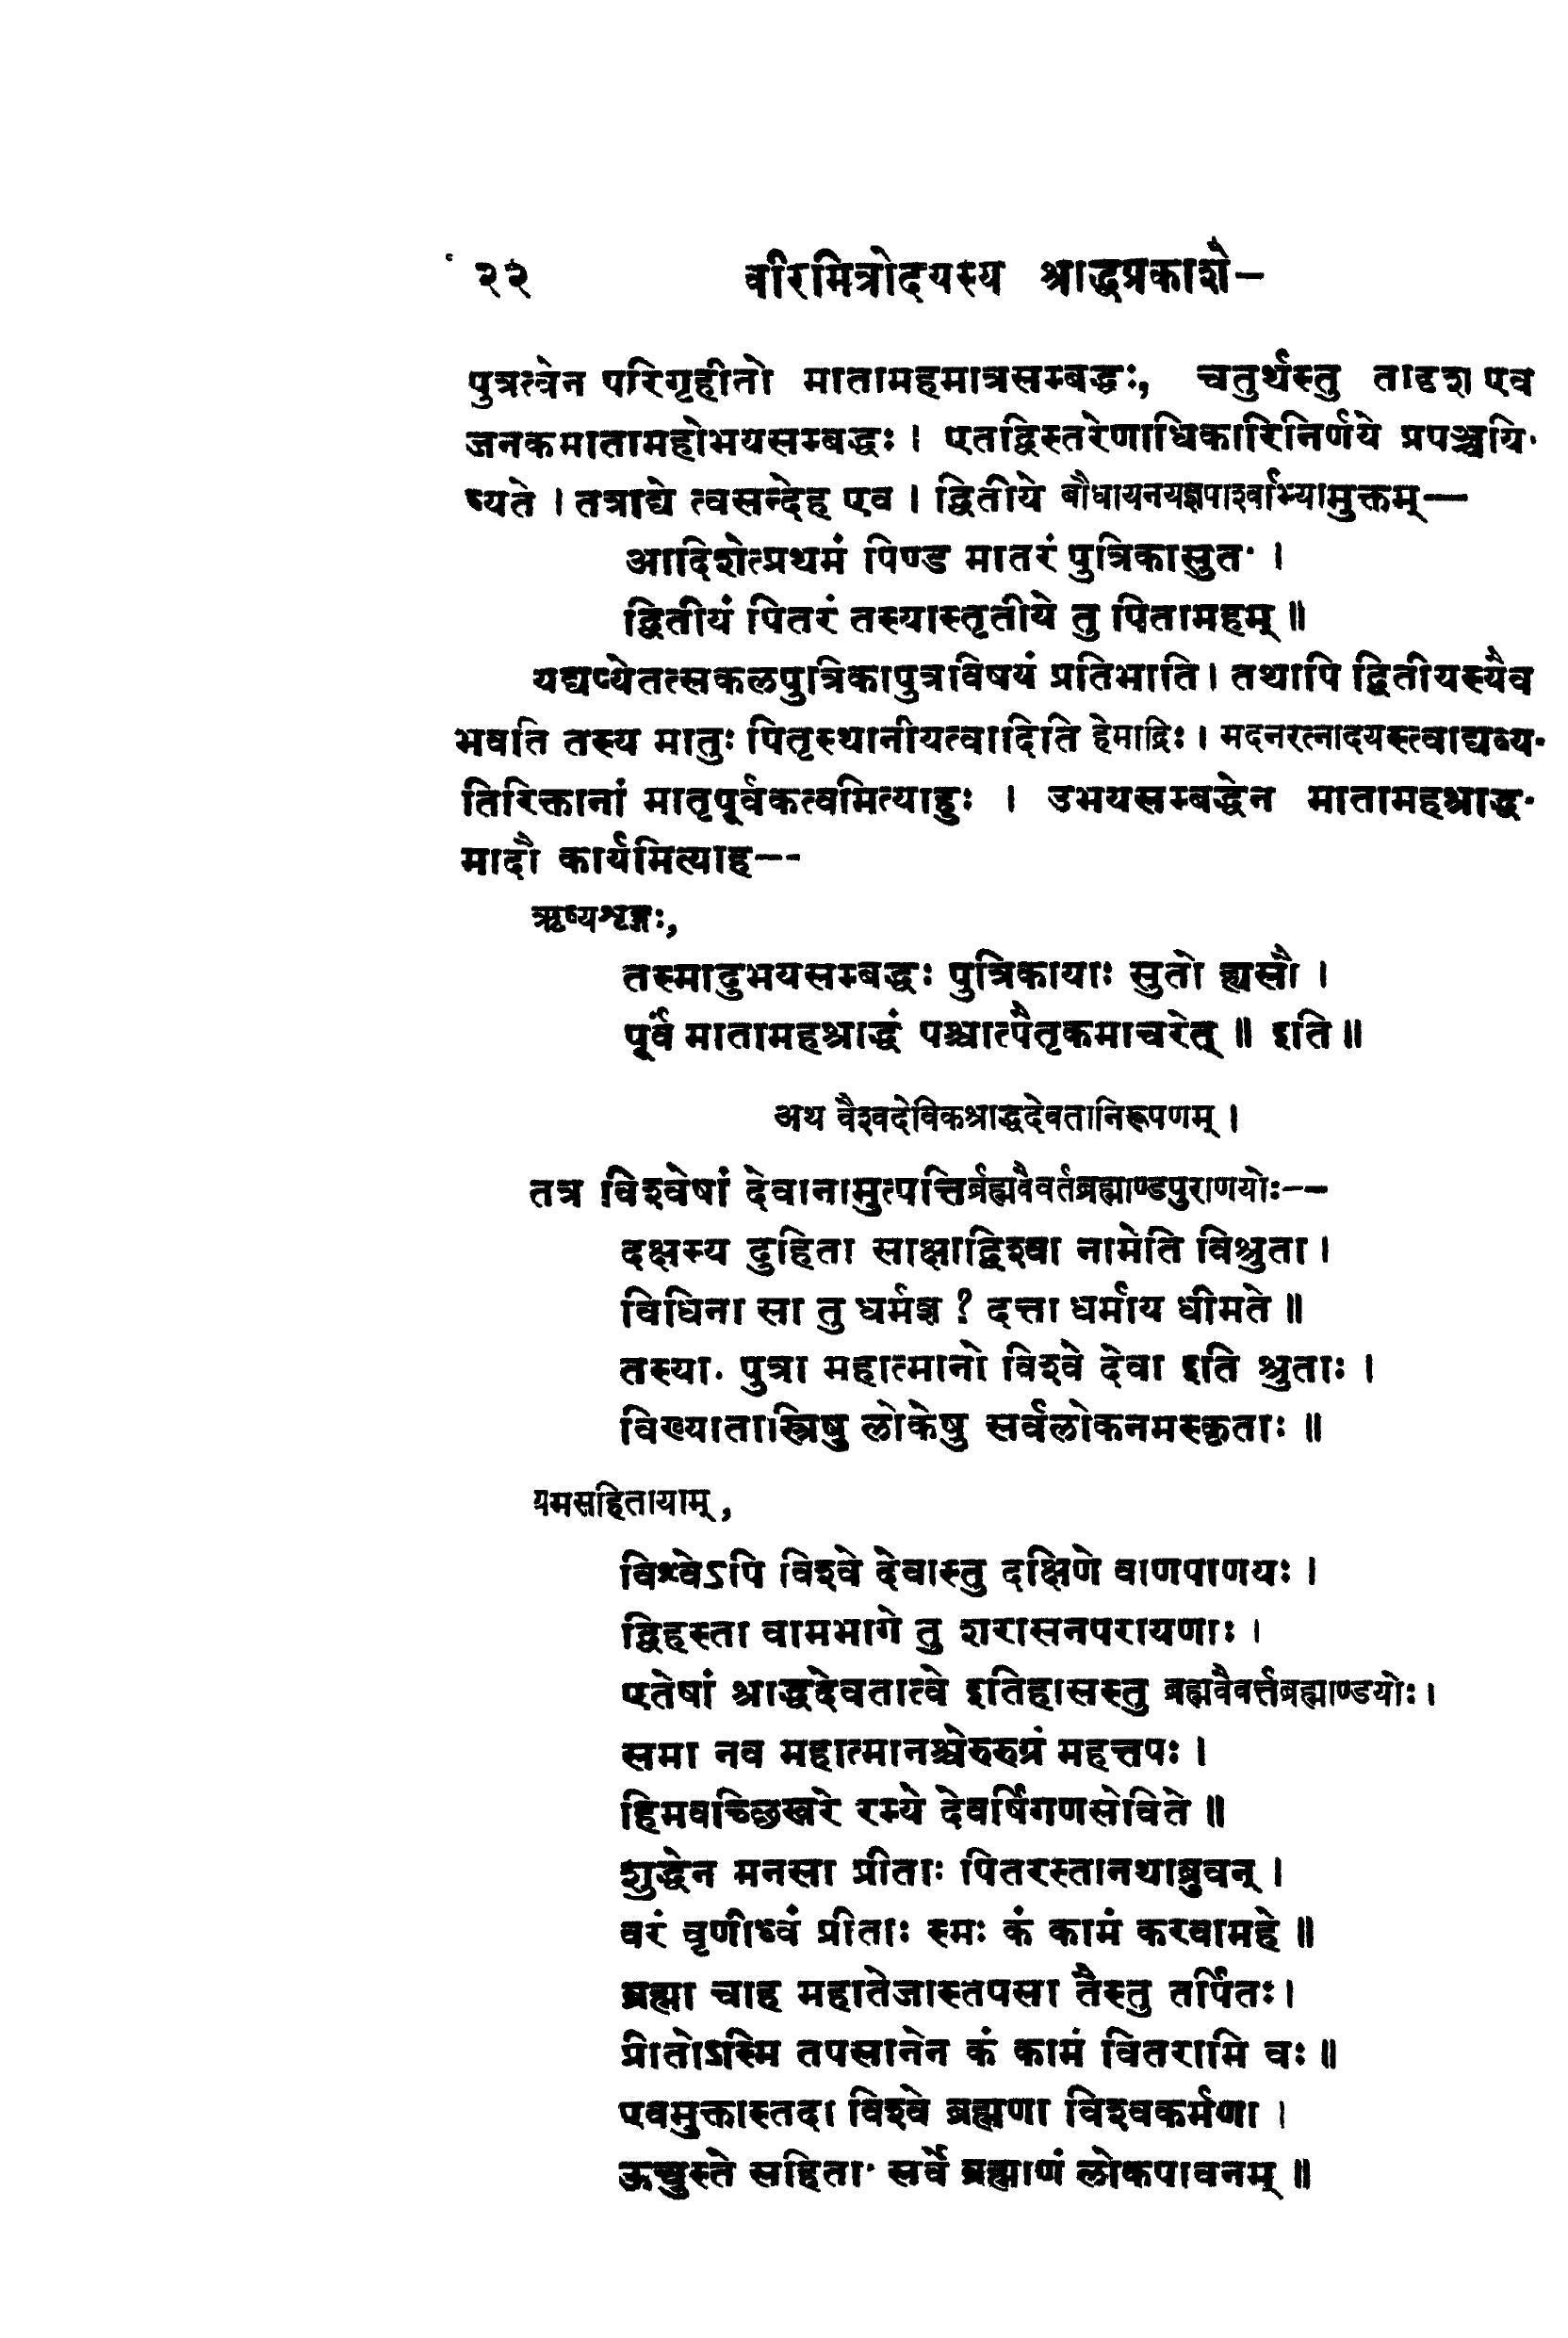 २२ वीरमित्रोदयस्य श्राद्धप्रकाशे-
पुत्रत्वेन परिगृहीतो मातामहमात्रसम्बद्धः, चतुर्थस्तु तादृश एव
जनकमातामहोभयसम्बद्धः । एतद्विस्तरेणाधिकारिनिर्णये प्रपञ्चयि-
ष्यते । तत्राद्ये त्वसन्देह एव । द्वितीये बौधायनयज्ञपार्श्वाभ्यामुक्तम्—
आदिशेत्प्रथमं पिण्ड मातरं पुत्रिकासुतः ।
द्वितीयं पितरं तस्यास्तृतीये तु पितामहम् ॥
यद्यप्येतत्सकलपुत्रिकापुत्रविषयं प्रतिभाति । तथापि द्वितीयस्यैव
भवति तस्य मातुः पितृस्थानीयत्वादिति हेमाद्रिः । मदनरत्नादयस्त्वाद्यव्य-
तिरिक्तानां मातृपूर्वकत्वमित्याहुः । उभयसम्बद्धेन मातामहश्राद्ध-
मादौ कार्यमित्याह--
ऋष्यशृङ्गः,
तस्मादुभयसम्बद्धः पुत्रिकायाः सुतो ह्यसौ ।
पूर्वं मातामहश्राद्धं पश्चात्पैतृकमाचरेत् ॥ इति ॥
अथ वैश्वदेविकश्राद्धदेवतानिरूपणम् ।
तत्र विश्वेषां देवानामुत्पत्तिर्ब्रह्मवैवर्तब्रह्माण्डपुराणयोः--
दक्षस्य दुहिता साक्षाद्विश्वा नामेति विश्रुता ।
विधिना सा तु धर्मज्ञ ? दत्ता धर्माय धीमते ॥
तस्याः पुत्रा महात्मानो विश्वे देवा इति श्रुताः ।
विख्यातास्त्रिषु लोकेषु सर्वलोकनमस्कृताः ॥
यमसहितायाम्,
विश्वेऽपि विश्वे देवास्तु दक्षिणे बाणपाणयः ।
द्विहस्ता वामभागे तु शरासनपरायणाः ।
एतेषां श्राद्धदेवतात्वे इतिहासस्तु ब्रह्मवैवर्त्तब्रह्माण्डयोः ।
समा नव महात्मानश्चेरुरुग्रं महत्तपः ।
हिमवच्छिखरे रम्ये देवर्षिगणसेविते ॥
शुद्धेन मनसा प्रीताः पितरस्तानथाब्रुवन् ।
वरं वृणीध्वं प्रीताः स्मः कं कामं करवामहे ॥
ब्रह्मा चाह महातेजास्तपसा तैस्तु तर्पितः ।
प्रीतोऽस्मि तपसानेन कं कामं वितरामि वः ॥
एवमुक्तास्तदा विश्वे ब्रह्मणा विश्वकर्मणा ।
ऊचुस्ते सहिताः सर्वे ब्रह्माणं लोकपावनम् ॥